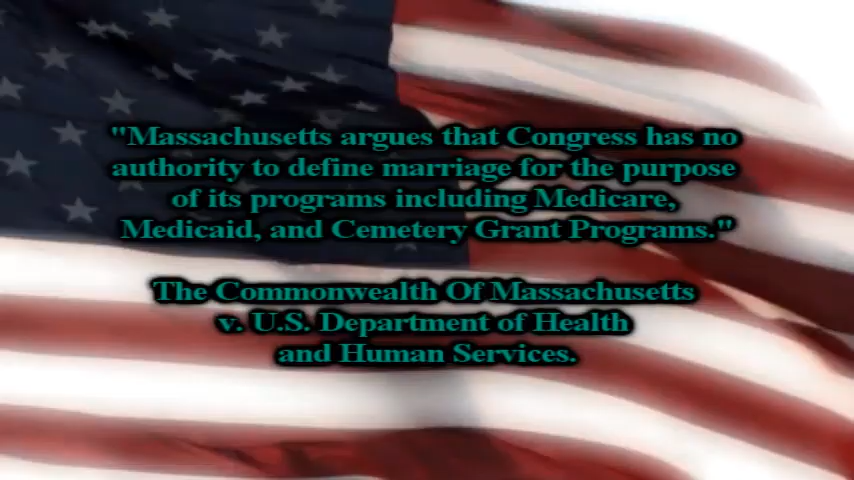 "Massachusetts argues that Congress has no
authority to define marriage for the purpose
of its programs including Medicare,
Medicaid, and Cemetery Grant Programs."
The Commonwealth Of Massachusetts
v. U.S. Department of Health
and Human Services.